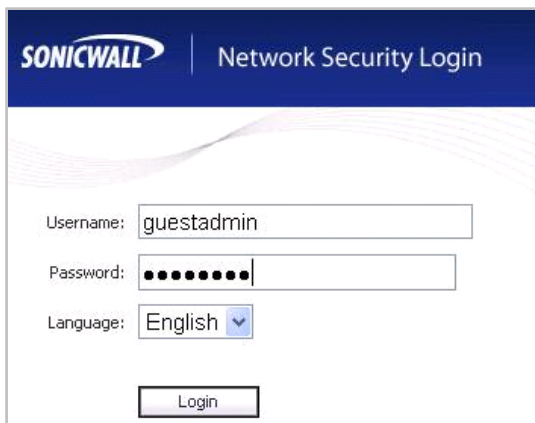 SONICWALL Network Security Login
Username: guestadmin
Password: ••••••••
Language: English
Login